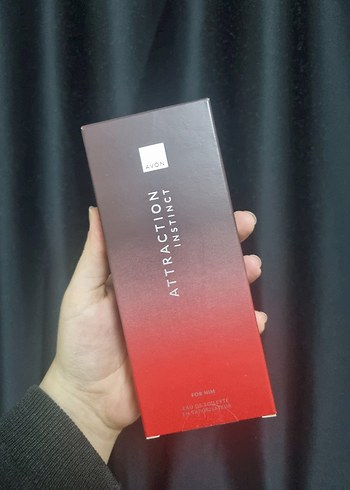 AVON
ATTRACTION
INSTINCT
FOR HIM
EAU DE TOILETTE